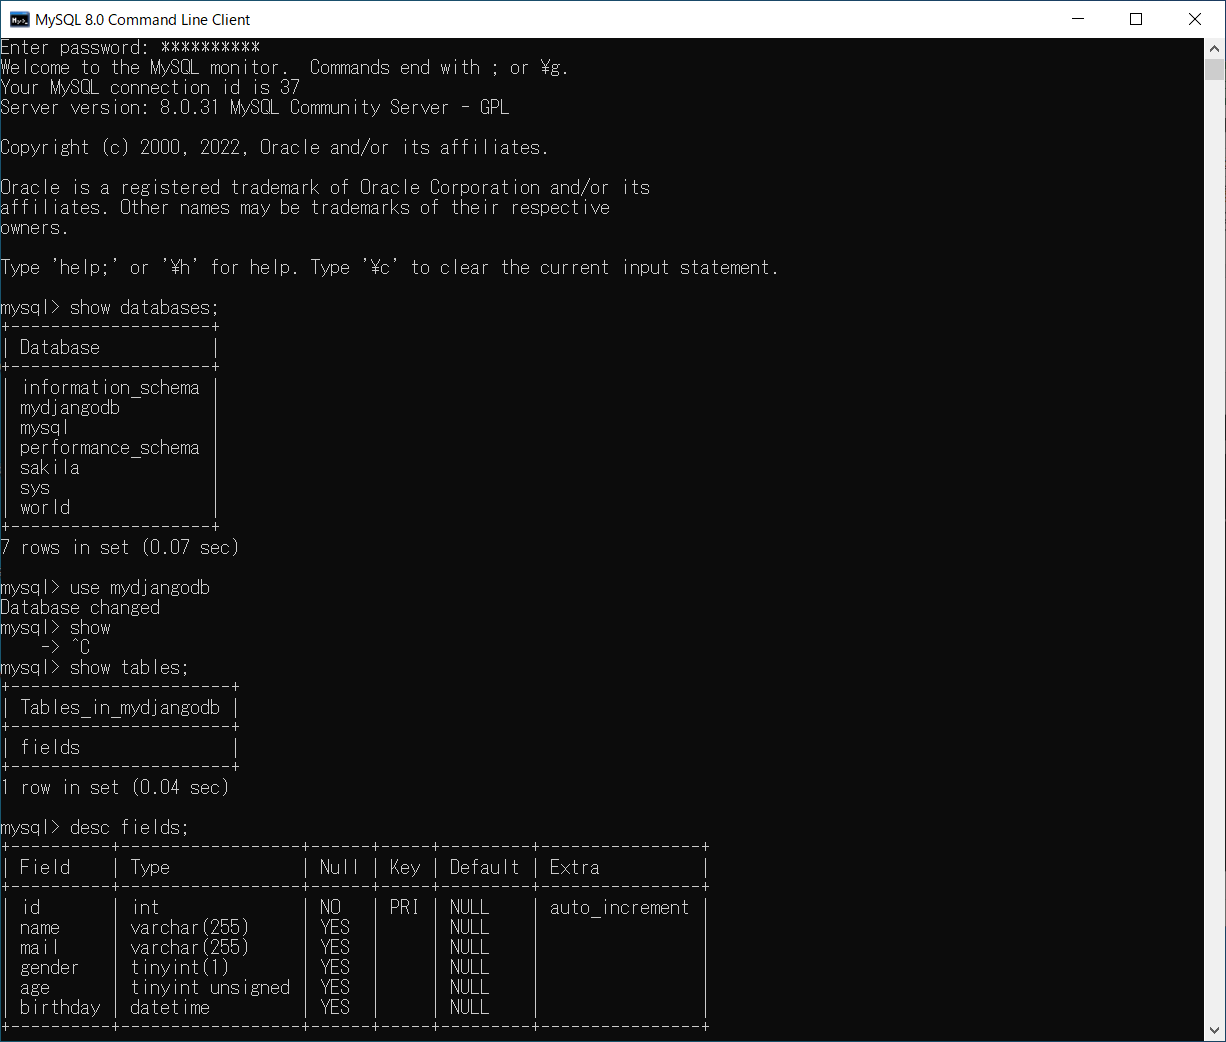 MySQL 8.0 Command Line Client
Enter password: **********
Welcome to the MySQL monitor.  Commands end with ; or ¥g.
Your MySQL connection id is 37
Server version: 8.0.31 MySQL Community Server - GPL

Copyright (c) 2000, 2022, Oracle and/or its affiliates.

Oracle is a registered trademark of Oracle Corporation and/or its
affiliates. Other names may be trademarks of their respective
owners.

Type 'help;' or '¥h' for help. Type '¥c' to clear the current input statement.

mysql> show databases;
+--------------------+
| Database           |
+--------------------+
| information_schema |
| mydjangodb         |
| mysql              |
| performance_schema |
| sakila             |
| sys                |
| world              |
+--------------------+
7 rows in set (0.07 sec)

mysql> use mydjangodb
Database changed
mysql> show
    -> ^C
mysql> show tables;
+----------------------+
| Tables_in_mydjangodb |
+----------------------+
| fields               |
+----------------------+
1 row in set (0.04 sec)

mysql> desc fields;
+----------+------------------+------+-----+---------+----------------+
| Field    | Type             | Null | Key | Default | Extra          |
+----------+------------------+------+-----+---------+----------------+
| id       | int              | NO   | PRI | NULL    | auto_increment |
| name     | varchar(255)     | YES  |     | NULL    |                |
| mail     | varchar(255)     | YES  |     | NULL    |                |
| gender   | tinyint(1)       | YES  |     | NULL    |                |
| age      | tinyint unsigned | YES  |     | NULL    |                |
| birthday | datetime         | YES  |     | NULL    |                |
+----------+------------------+------+-----+---------+----------------+